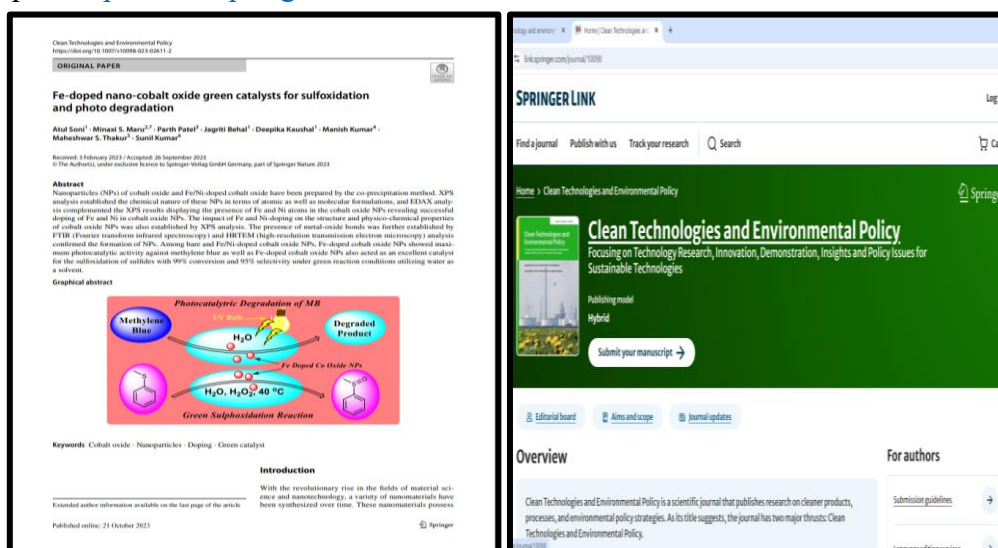 Clean Technologies and Environmental Policy
https://doi.org/10.1007/s10098-023-02611-2
ORIGINAL PAPER
Fe-doped nano-cobalt oxide green catalysts for sulfoxidation
and photo degradation
Atul Soni¹ · Minaxi S. Maru²,⁷ · Parth Patel³ · Jagriti Behal¹ · Deepika Kaushal¹ · Manish Kumar⁴ ·
Maheshwar S. Thakur⁵ · Sunil Kumar⁶
Received: 3 February 2023 / Accepted: 26 September 2023
© The Author(s), under exclusive licence to Springer-Verlag GmbH Germany, part of Springer Nature 2023
Abstract
Nanoparticles (NPs) of cobalt oxide and Fe/Ni-doped cobalt oxide have been prepared by the co-precipitation method. XPS
analysis established the chemical nature of these NPs in terms of atomic as well as molecular formulations, and EDAX analy-
sis complemented the XPS results displaying the presence of Fe and Ni atoms in the cobalt oxide NPs revealing successful
doping of Fe and Ni in cobalt oxide NPs. The impact of Fe and Ni-doping on the structure and physico-chemical properties
of cobalt oxide NPs was also established by XPS analysis. The presence of metal-oxide bonds was further established by
FTIR (Fourier transform infrared spectroscopy) and HRTEM (high-resolution transmission electron microscopy) analysis
confirmed the formation of NPs. Among bare and Fe/Ni-doped cobalt oxide NPs, Fe-doped cobalt oxide NPs showed maxi-
mum photocatalytic activity against methylene blue as well as Fe-doped cobalt oxide NPs also acted as an excellent catalyst
for the sulfoxidation of sulfides with 99% conversion and 95% selectivity under green reaction conditions utilizing water as
a solvent.
Graphical abstract
Photocatalytric Degradation of MB
UV Bulb
Methylene
Blue
H₂O
Degraded
Product
Fe Doped Co Oxide NPs
S
H₂O, H₂O₂, 40 °C
S=O
Green Sulphoxidation Reaction
Keywords Cobalt oxide · Nanoparticles · Doping · Green catalyst
Introduction
With the revolutionary rise in the fields of material sci-
ence and nanotechnology, a variety of nanomaterials have
been synthesized over time. These nanomaterials possess
Extended author information available on the last page of the article
Published online: 21 October 2023
Springer
Home | Clean Technologies an
link.springer.com/journal/10098
SPRINGER LINK
Log
Find a journal Publish with us Track your research Search
Ca
Home > Clean Technologies and Environmental Policy
Springe
Clean Technologies and Environmental Policy
Focusing on Technology Research, Innovation, Demonstration, Insights and Policy Issues for
Sustainable Technologies
Publishing model
Hybrid
Submit your manuscript →
Editorial board Aims and scope Journal updates
Overview
For authors
Clean Technologies and Environmental Policy is a scientific journal that publishes research on cleaner products,
processes, and environmental policy strategies. As its title suggests, the journal has two major thrusts: Clean
Technologies and Environmental Policy.
Submission guidelines